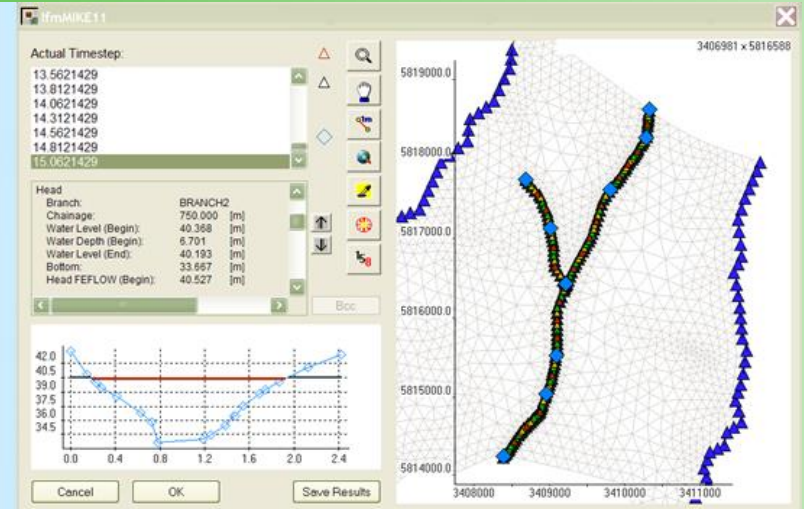 IfmMIKE11
Actual Timestep:
13.5621429
13.8121429
14.0621429
14.3121429
14.5621429
14.8121429
15.0621429
Head
Branch: BRANCH2
Chainage: 750.000 [m]
Water Level (Begin): 40.368 [m]
Water Depth (Begin): 6.701 [m]
Water Level (End): 40.193 [m]
Bottom: 33.667 [m]
Head FEFLOW (Begin): 40.527 [m]
Bcc
42.0
40.5
39.0
37.5
36.0
34.5
0.0 0.4 0.8 1.2 1.6 2.0 2.4
Cancel OK Save Results
3406981 x 5816588
5819000.0
5818000.0
5817000.0
5816000.0
5815000.0
5814000.0
3408000 3409000 3410000 3411000